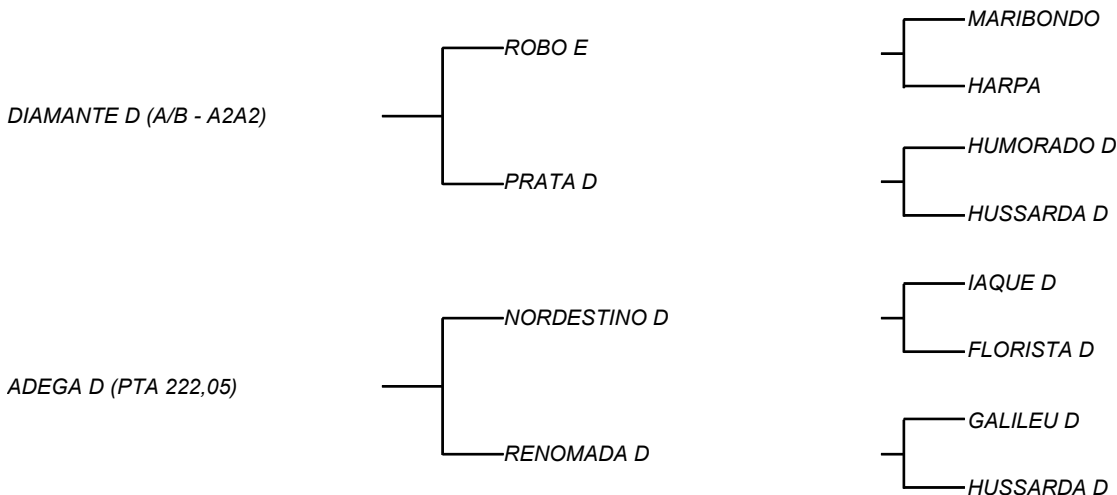 MARIBONDO
ROBO E
HARPA
DIAMANTE D (A/B - A2A2)
HUMORADO D
PRATA D
HUSSARDA D
IAQUE D
NORDESTINO D
FLORISTA D
ADEGA D (PTA 222,05)
GALILEU D
RENOMADA D
HUSSARDA D